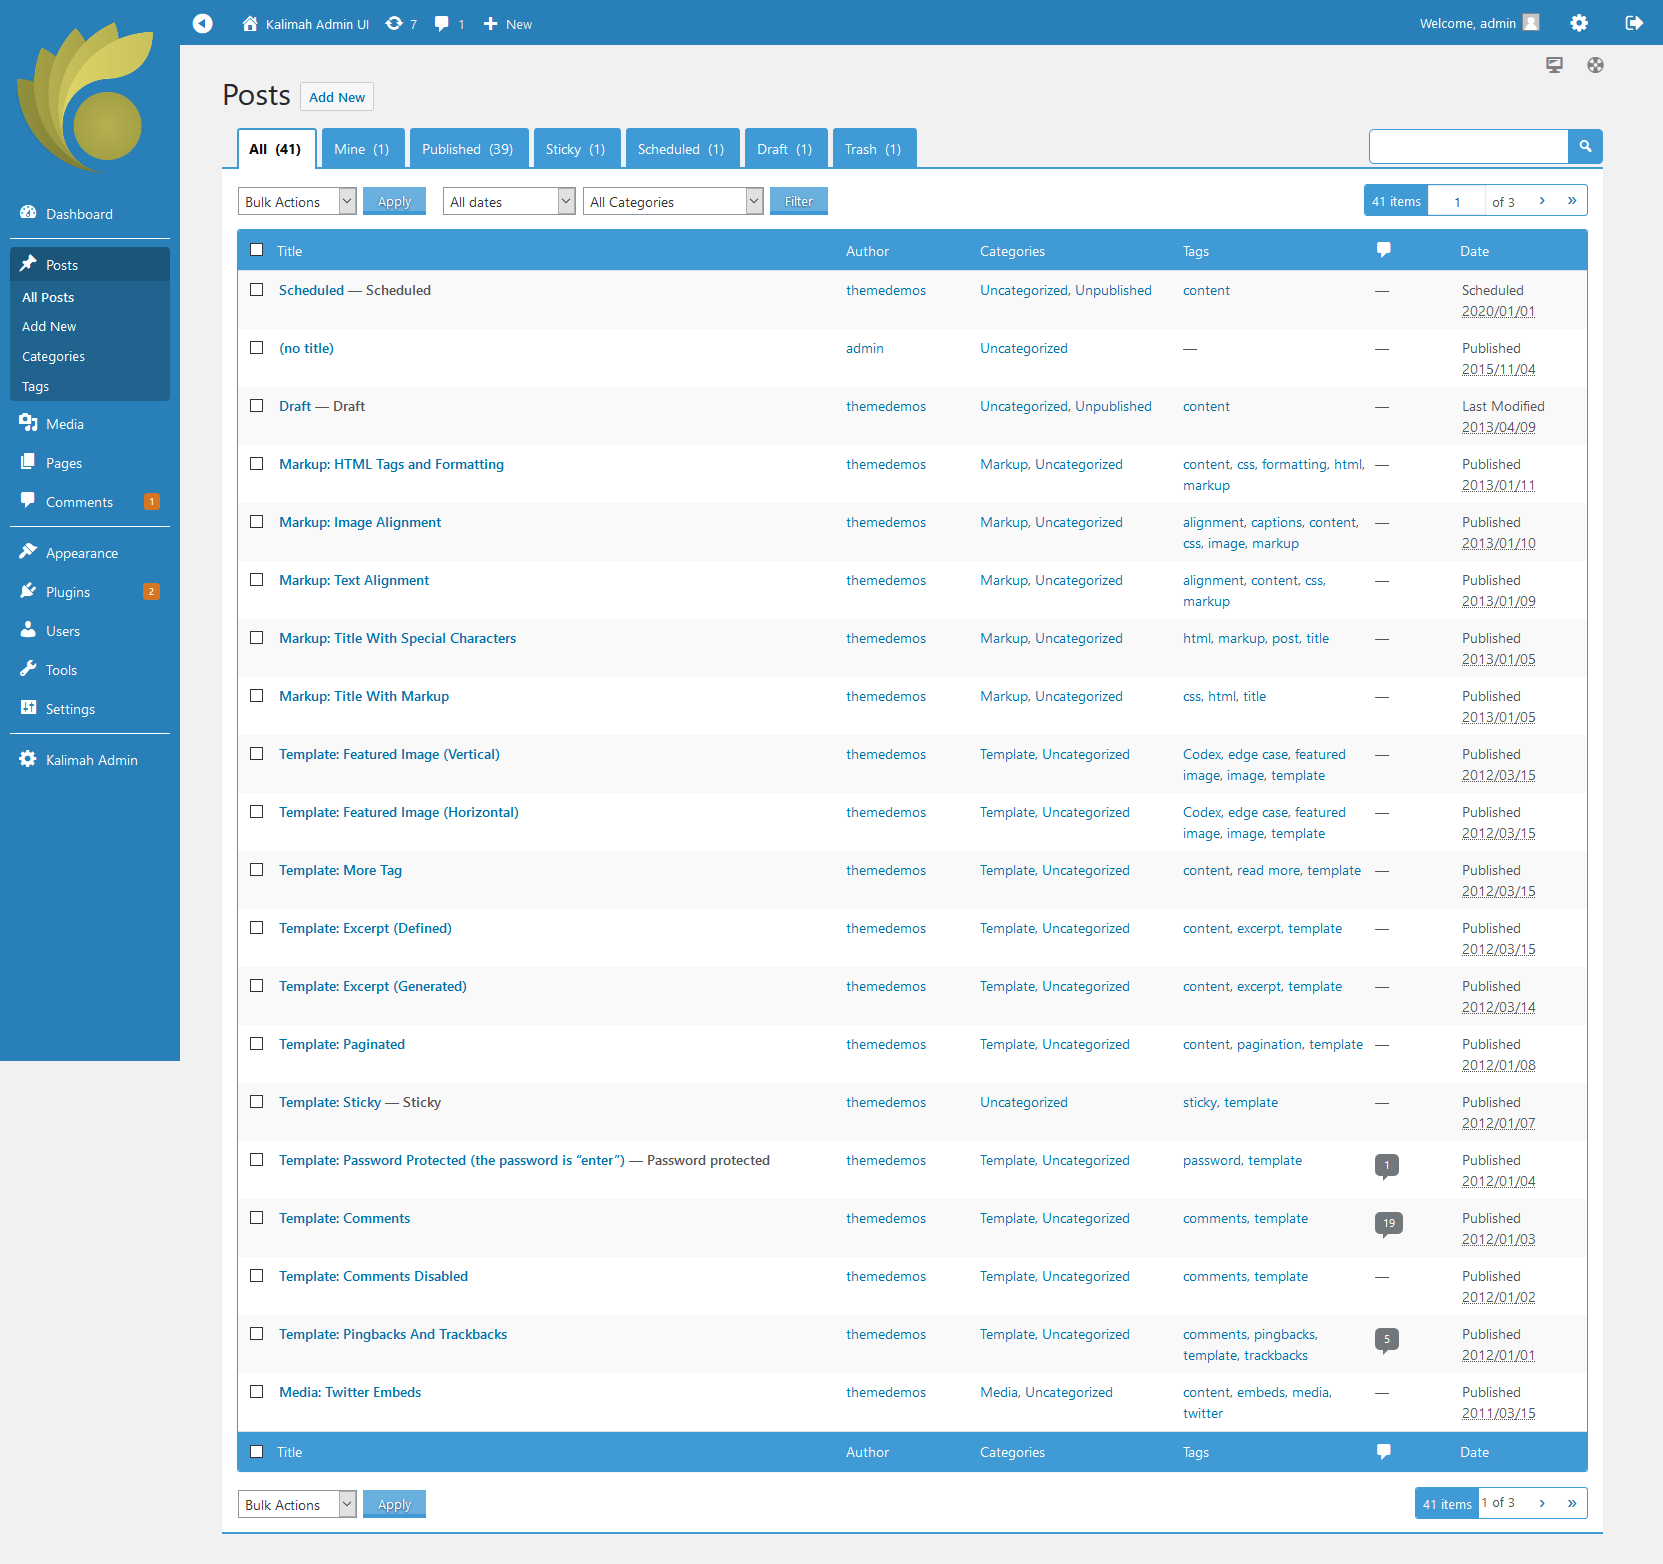 Kalimah Admin UI 7 1 New Welcome, admin
Dashboard
Posts
All Posts
Add New
Categories
Tags
Media
Pages
Comments 1
Appearance
Plugins 2
Users
Tools
Settings
Kalimah Admin
Posts Add New
All (41) Mine (1) Published (39) Sticky (1) Scheduled (1) Draft (1) Trash (1)
Bulk Actions Apply All dates All Categories Filter 41 items 1 of 3 › »
Title Author Categories Tags Date
Scheduled — Scheduled themedemos Uncategorized, Unpublished content — Scheduled
2020/01/01
(no title) admin Uncategorized — — Published
2015/11/04
Draft — Draft themedemos Uncategorized, Unpublished content — Last Modified
2013/04/09
Markup: HTML Tags and Formatting themedemos Markup, Uncategorized content, css, formatting, html, — Published
markup 2013/01/11
Markup: Image Alignment themedemos Markup, Uncategorized alignment, captions, content, — Published
css, image, markup 2013/01/10
Markup: Text Alignment themedemos Markup, Uncategorized alignment, content, css, — Published
markup 2013/01/09
Markup: Title With Special Characters themedemos Markup, Uncategorized html, markup, post, title — Published
2013/01/05
Markup: Title With Markup themedemos Markup, Uncategorized css, html, title — Published
2013/01/05
Template: Featured Image (Vertical) themedemos Template, Uncategorized Codex, edge case, featured — Published
image, image, template 2012/03/15
Template: Featured Image (Horizontal) themedemos Template, Uncategorized Codex, edge case, featured — Published
image, image, template 2012/03/15
Template: More Tag themedemos Template, Uncategorized content, read more, template — Published
2012/03/15
Template: Excerpt (Defined) themedemos Template, Uncategorized content, excerpt, template — Published
2012/03/15
Template: Excerpt (Generated) themedemos Template, Uncategorized content, excerpt, template — Published
2012/03/14
Template: Paginated themedemos Template, Uncategorized content, pagination, template — Published
2012/01/08
Template: Sticky — Sticky themedemos Uncategorized sticky, template — Published
2012/01/07
Template: Password Protected (the password is “enter”) — Password protected themedemos Template, Uncategorized password, template 1 Published
2012/01/04
Template: Comments themedemos Template, Uncategorized comments, template 19 Published
2012/01/03
Template: Comments Disabled themedemos Template, Uncategorized comments, template — Published
2012/01/02
Template: Pingbacks And Trackbacks themedemos Template, Uncategorized comments, pingbacks, 5 Published
template, trackbacks 2012/01/01
Media: Twitter Embeds themedemos Media, Uncategorized content, embeds, media, — Published
twitter 2011/03/15
Title Author Categories Tags Date
Bulk Actions Apply 41 items 1 of 3 › »